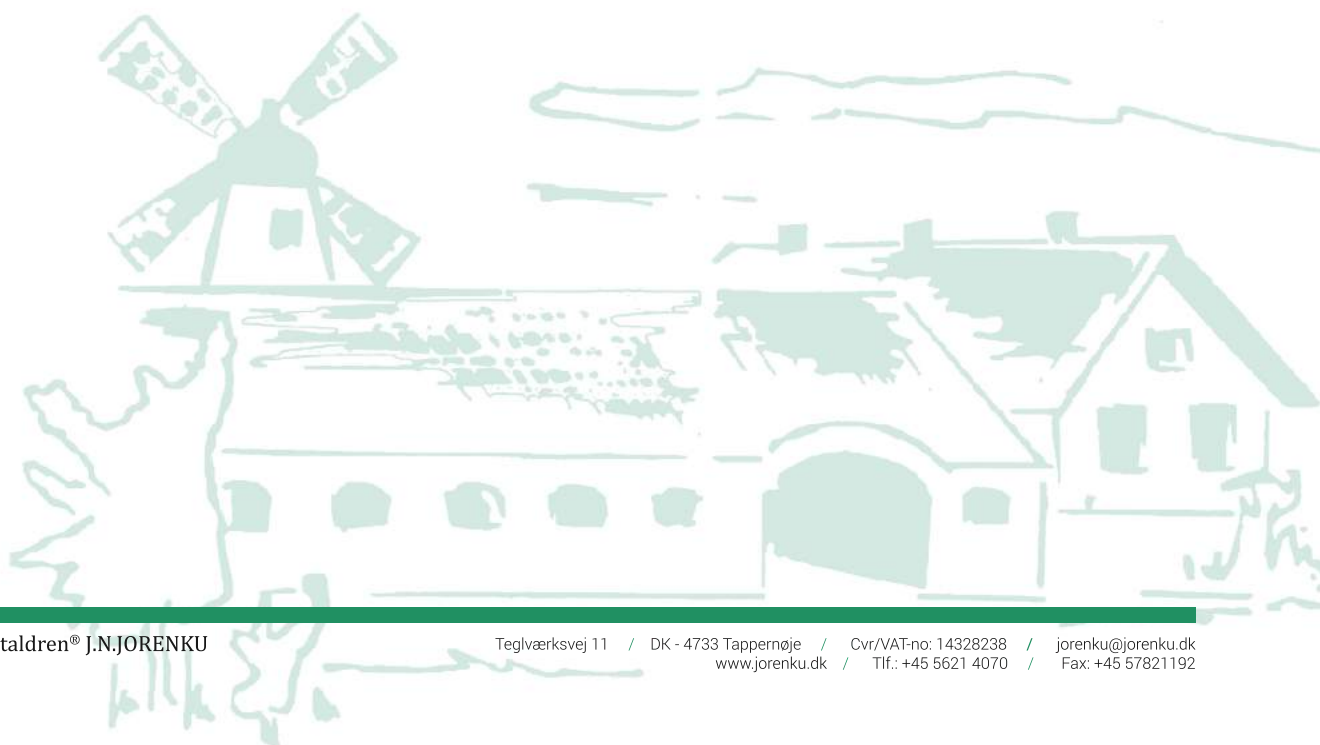 taldren® J.N.JORENKU
Teglværksvej 11 / DK - 4733 Tappernøje / Cvr/VAT-no: 14328238 / jorenku@jorenku.dk
www.jorenku.dk / Tlf.: +45 5621 4070 / Fax: +45 57821192